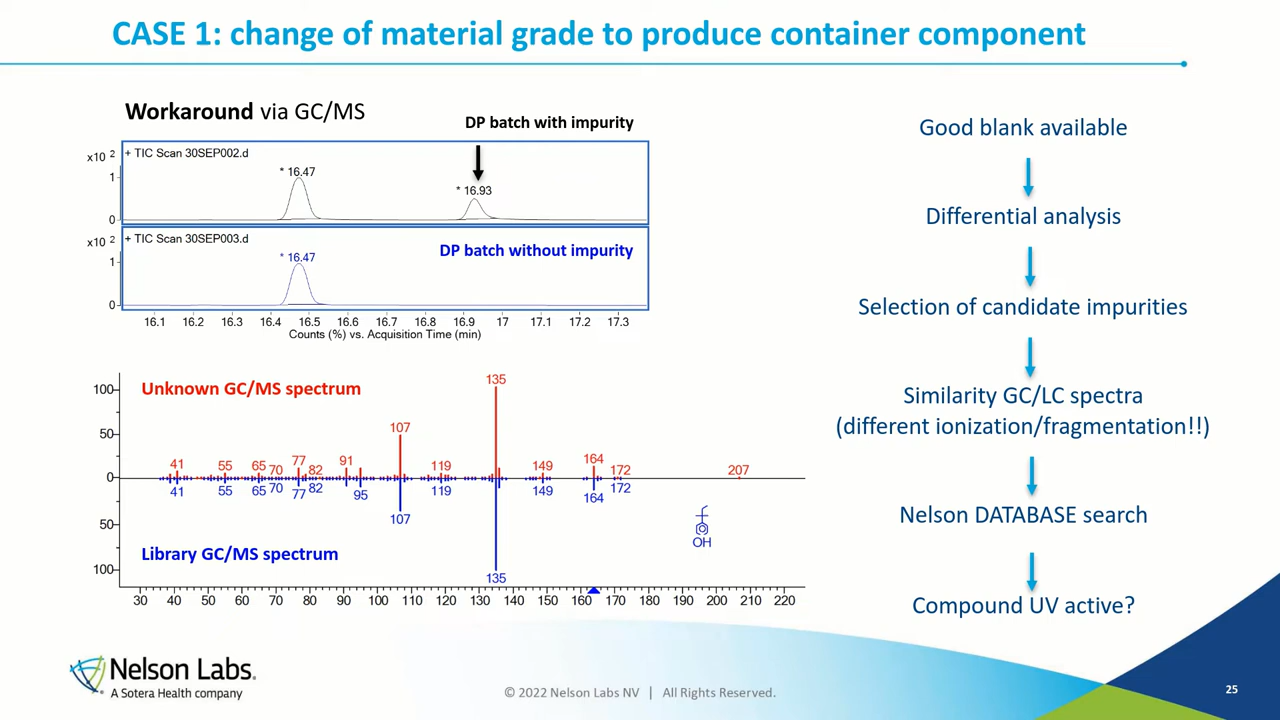 CASE 1: change of material grade to produce container component
Workaround via GC/MS
DP batch with impurity
x10 2
+ TIC Scan 30SEP002.d
* 16.47
* 16.93
1
0
x10 2
+ TIC Scan 30SEP003.d
* 16.47
DP batch without impurity
1
0
16.1 16.2 16.3 16.4 16.5 16.6 16.7 16.8 16.9 17 17.1 17.2 17.3
Counts (%) vs. Acquisition Time (min)
Unknown GC/MS spectrum
100
50
0
50
100
135
107
41 55 65 70 77 82 91 119 149 164 172 207
41 55 65 70 77 82 95 119 149 164 172
107
135
OH
Library GC/MS spectrum
30 40 50 60 70 80 90 100 110 120 130 140 150 160 170 180 190 200 210 220
Good blank available
Differential analysis
Selection of candidate impurities
Similarity GC/LC spectra
(different ionization/fragmentation!!)
Nelson DATABASE search
Compound UV active?
Nelson Labs.
A Sotera Health company
© 2022 Nelson Labs NV | All Rights Reserved.
25